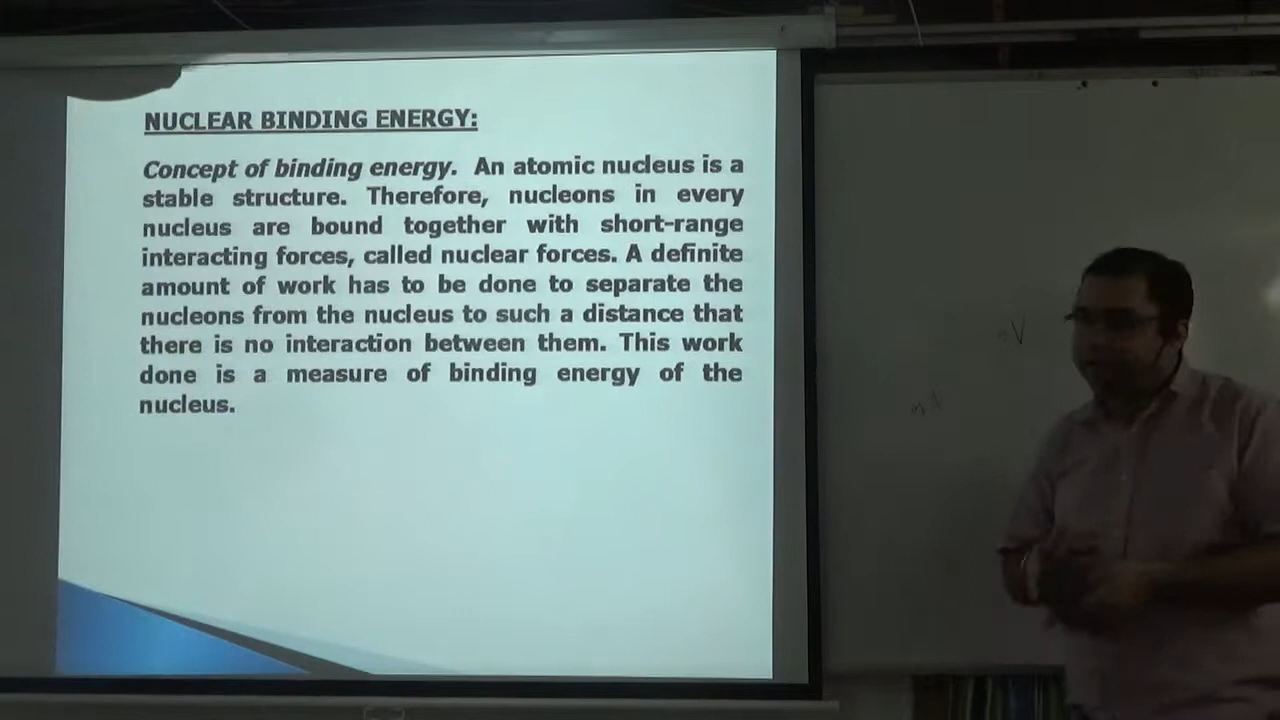 NUCLEAR BINDING ENERGY:
Concept of binding energy. An atomic nucleus is a
stable structure. Therefore, nucleons in every
nucleus are bound together with short-range
interacting forces, called nuclear forces. A definite
amount of work has to be done to separate the
nucleons from the nucleus to such a distance that
there is no interaction between them. This work
done is a measure of binding energy of the
nucleus.